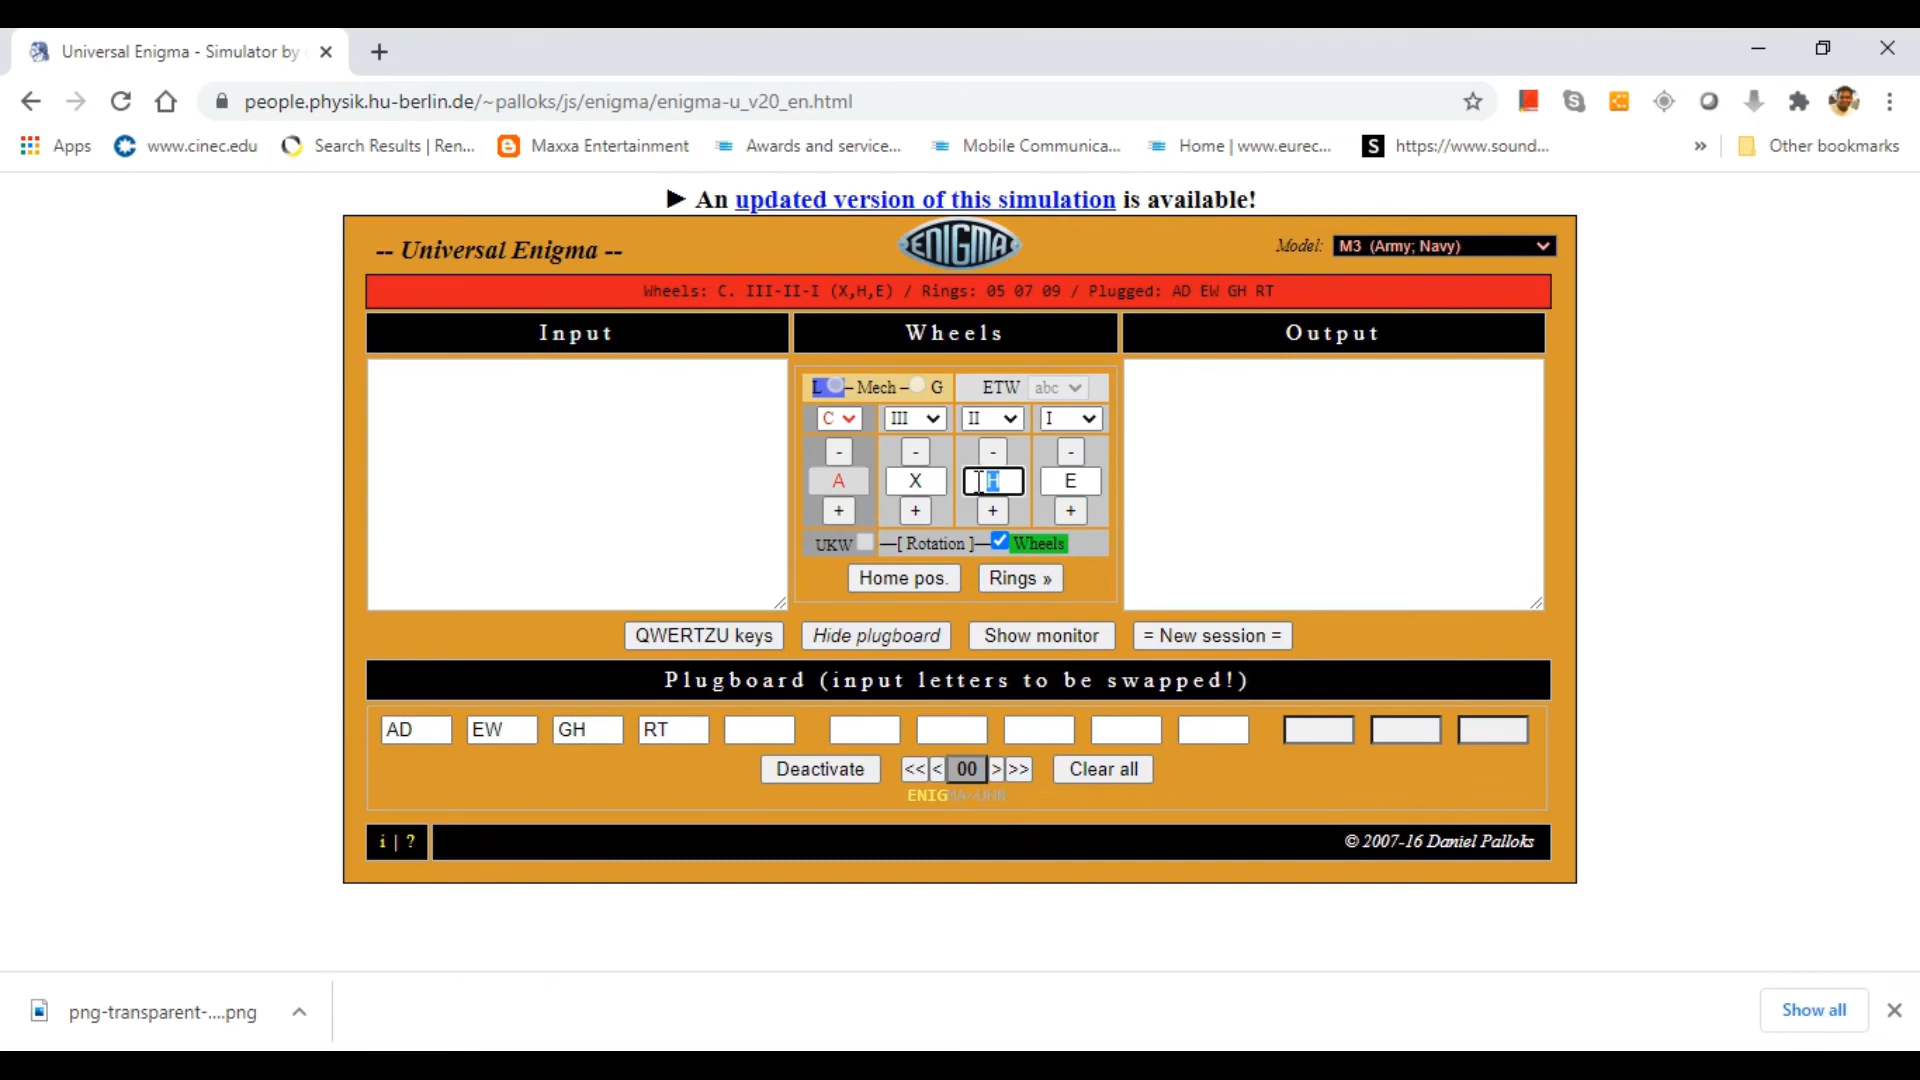 Universal Enigma - Simulator by
people.physik.hu-berlin.de/~palloks/js/enigma/enigma-u_v20_en.html
Apps www.cinec.edu Search Results | Ren... Maxxa Entertainment Awards and service... Mobile Communica... Home | www.eurec... S https://www.sound... » Other bookmarks
► An updated version of this simulation is available!
-- Universal Enigma -- ENIGMA Model: M3 (Army; Navy)
Wheels: C. III-II-I (X,H,E) / Rings: 05 07 09 / Plugged: AD EW GH RT
Input Wheels Output
L – Mech – G ETW abc
C III II I
- - - -
A X H E
+ + + +
UKW —[ Rotation ]— Wheels
Home pos. Rings »
QWERTZU keys Hide plugboard Show monitor = New session =
Plugboard (input letters to be swapped!)
AD EW GH RT
Deactivate << < 00 > >> Clear all
ENIGMA~UHR
i | ? © 2007-16 Daniel Palloks
png-transparent-....png Show all